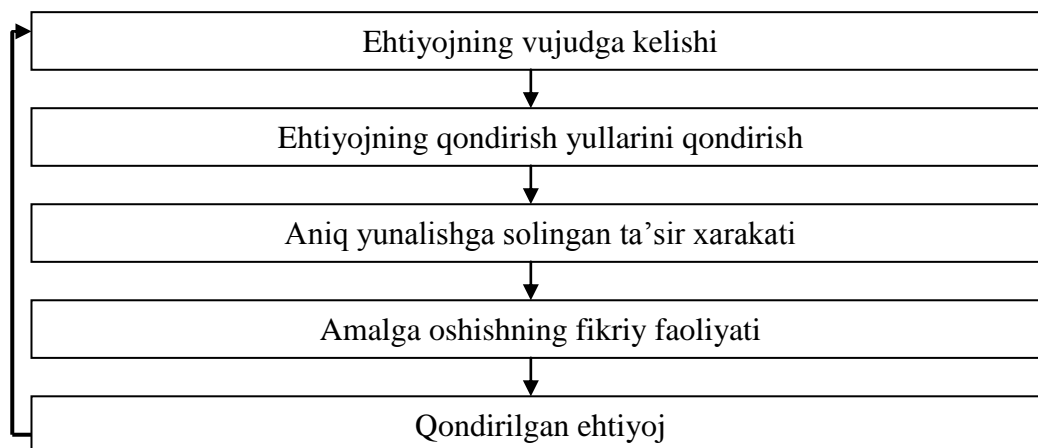 Ehtiyojning vujudga kelishi
Ehtiyojning qondirish yullarini qondirish
Aniq yunalishga solingan ta’sir xarakati
Amalga oshishning fikriy faoliyati
Qondirilgan ehtiyoj